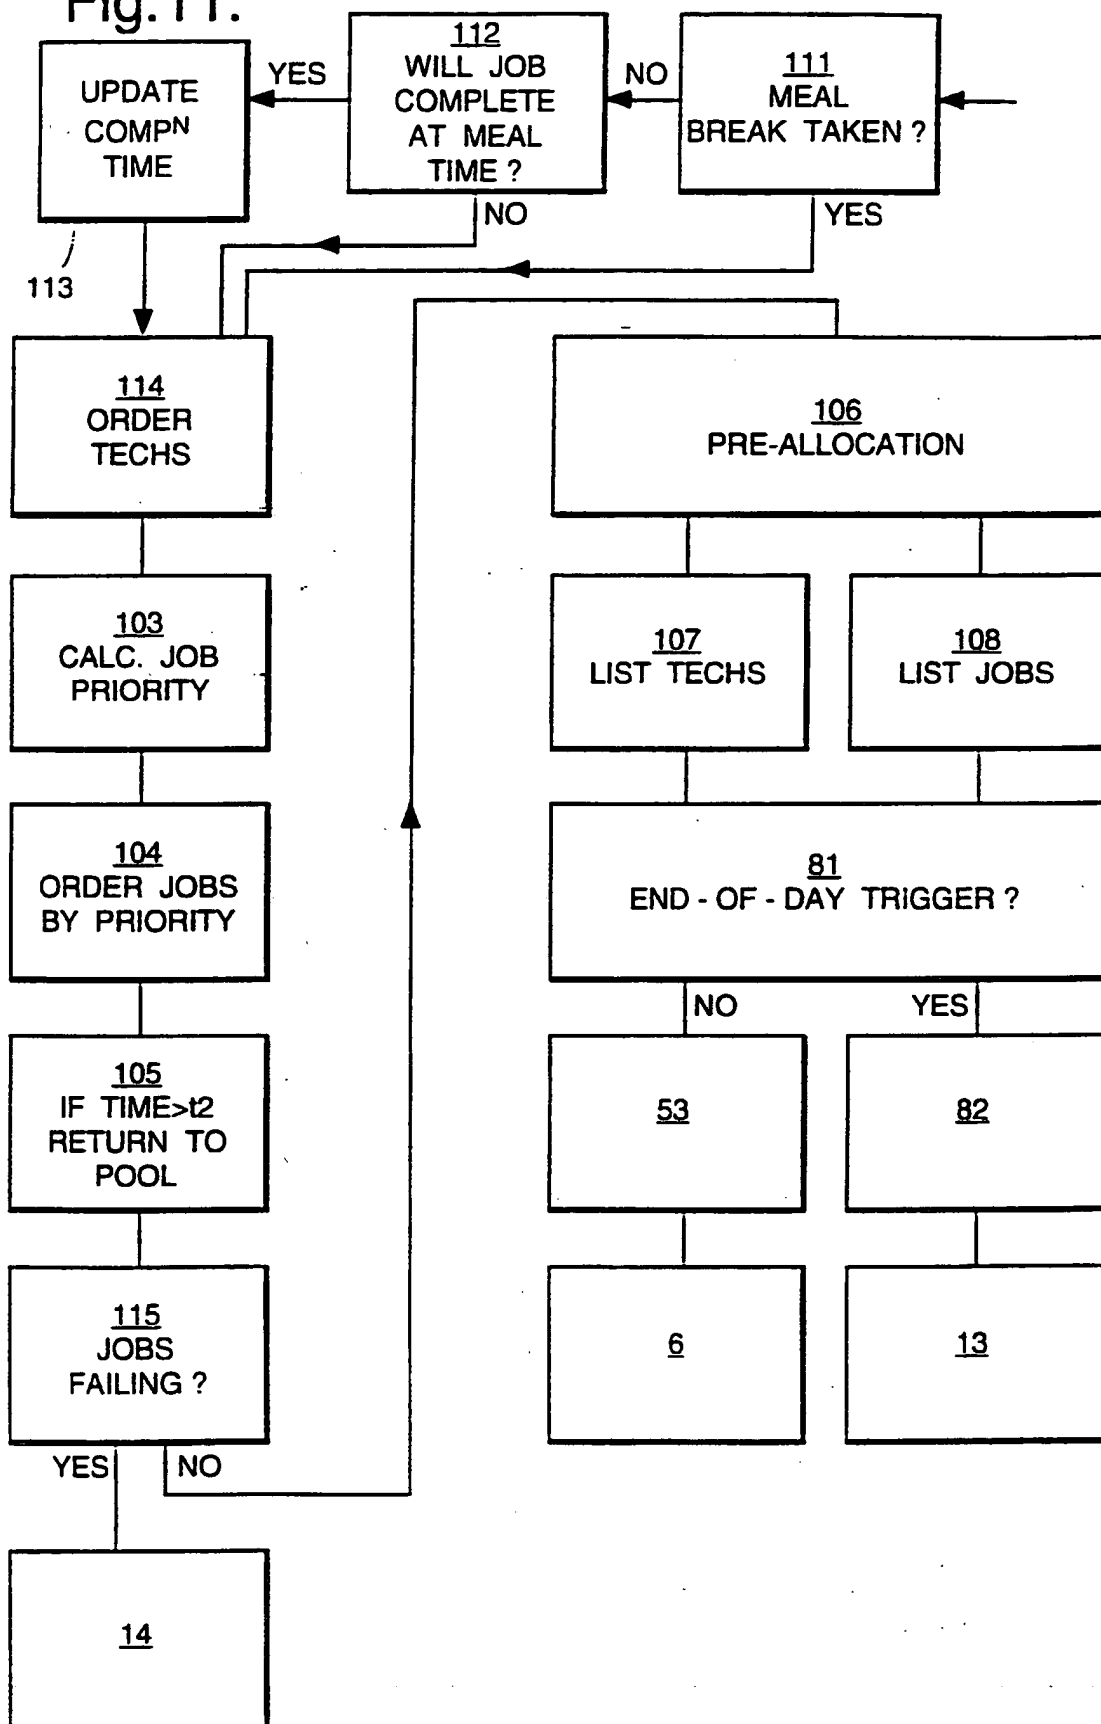 Fig. 11.
112
WILL JOB
COMPLETE
AT MEAL
TIME ?
111
MEAL
BREAK TAKEN ?
UPDATE
COMPᴺ
TIME
YES
NO
NO
YES
113
114
ORDER
TECHS
106
PRE-ALLOCATION
103
CALC. JOB
PRIORITY
107
LIST TECHS
108
LIST JOBS
104
ORDER JOBS
BY PRIORITY
81
END - OF - DAY TRIGGER ?
NO
YES
105
IF TIME>t2
RETURN TO
POOL
53
82
115
JOBS
FAILING ?
6
13
YES
NO
14